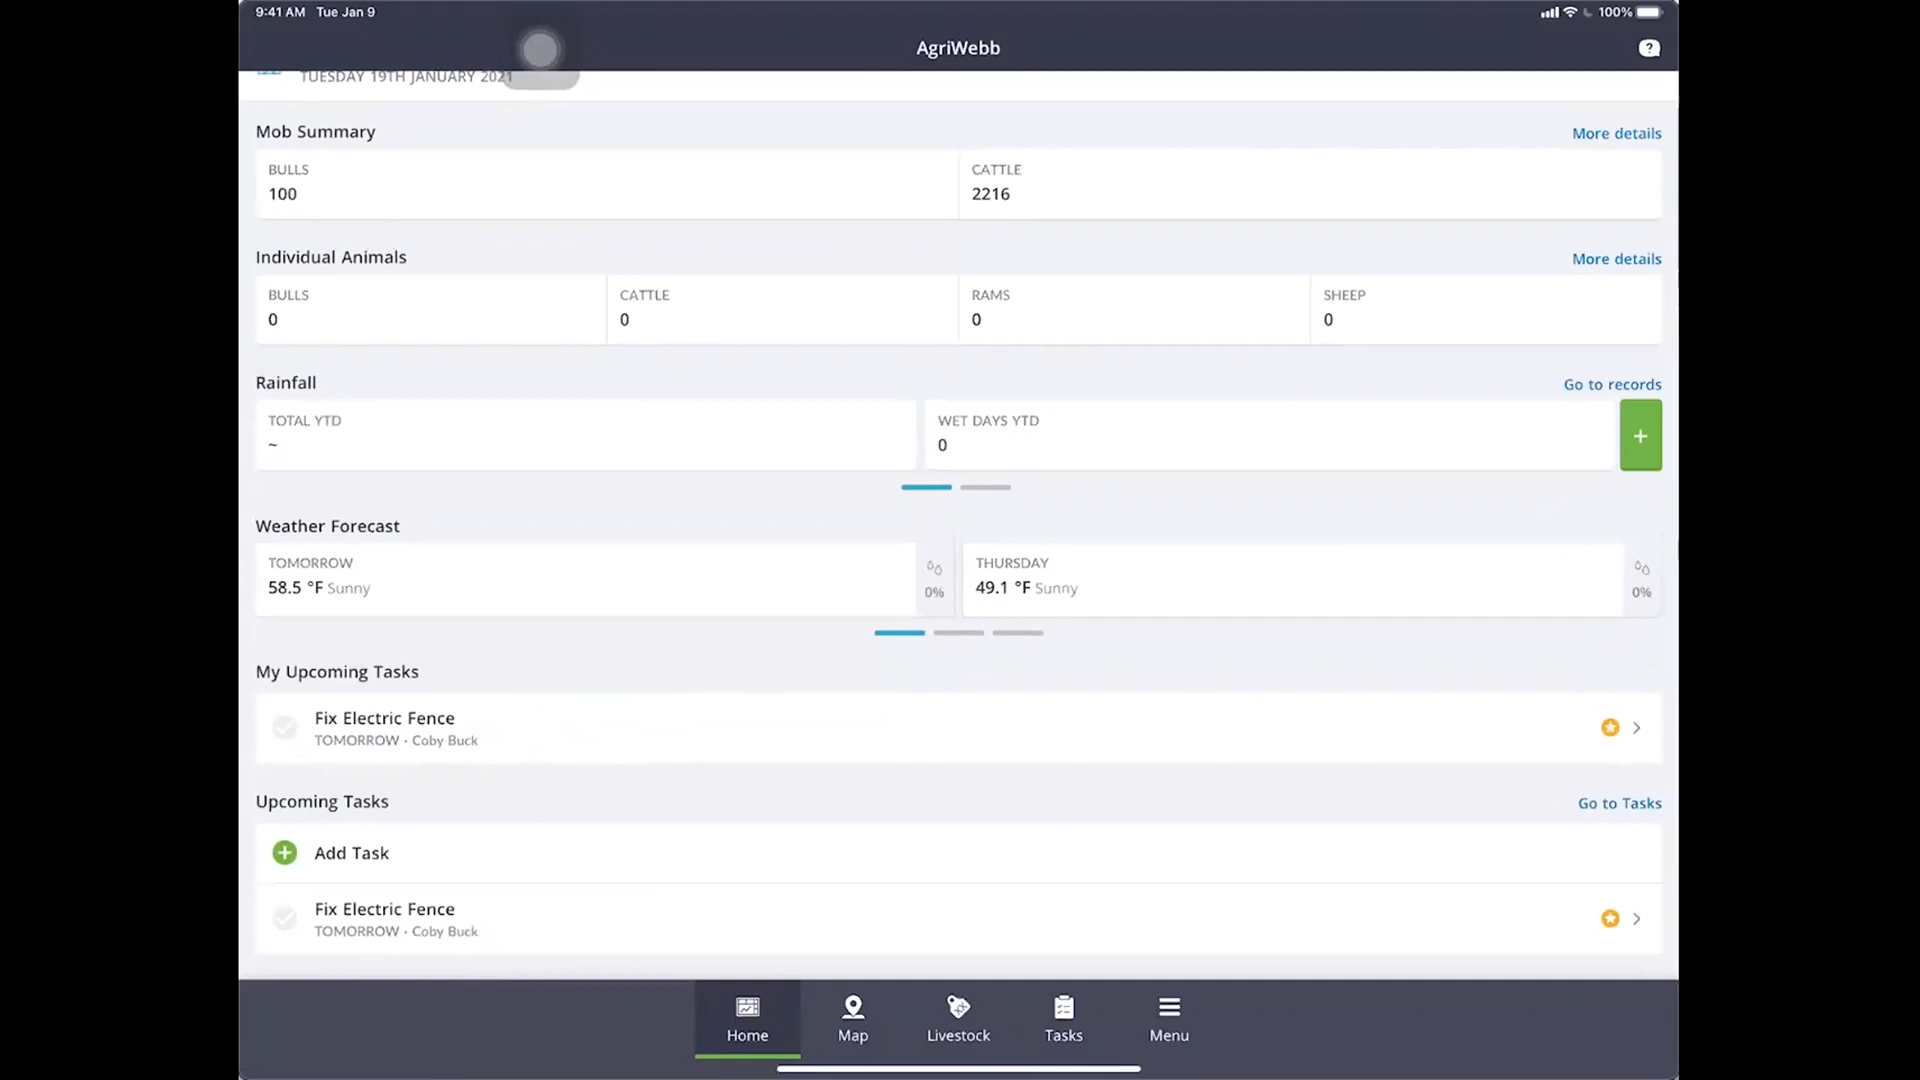 9:41 AM Tue Jan 9
100%
AgriWebb
?
TUESDAY 19TH JANUARY 2021
Mob Summary
More details
BULLS
100
CATTLE
2216
Individual Animals
More details
BULLS
0
CATTLE
0
RAMS
0
SHEEP
0
Rainfall
Go to records
TOTAL YTD
~
WET DAYS YTD
0
+
Weather Forecast
TOMORROW
58.5 °F Sunny
0%
THURSDAY
49.1 °F Sunny
0%
My Upcoming Tasks
Fix Electric Fence
TOMORROW · Coby Buck
Upcoming Tasks
Go to Tasks
Add Task
Fix Electric Fence
TOMORROW · Coby Buck
Home
Map
Livestock
Tasks
Menu